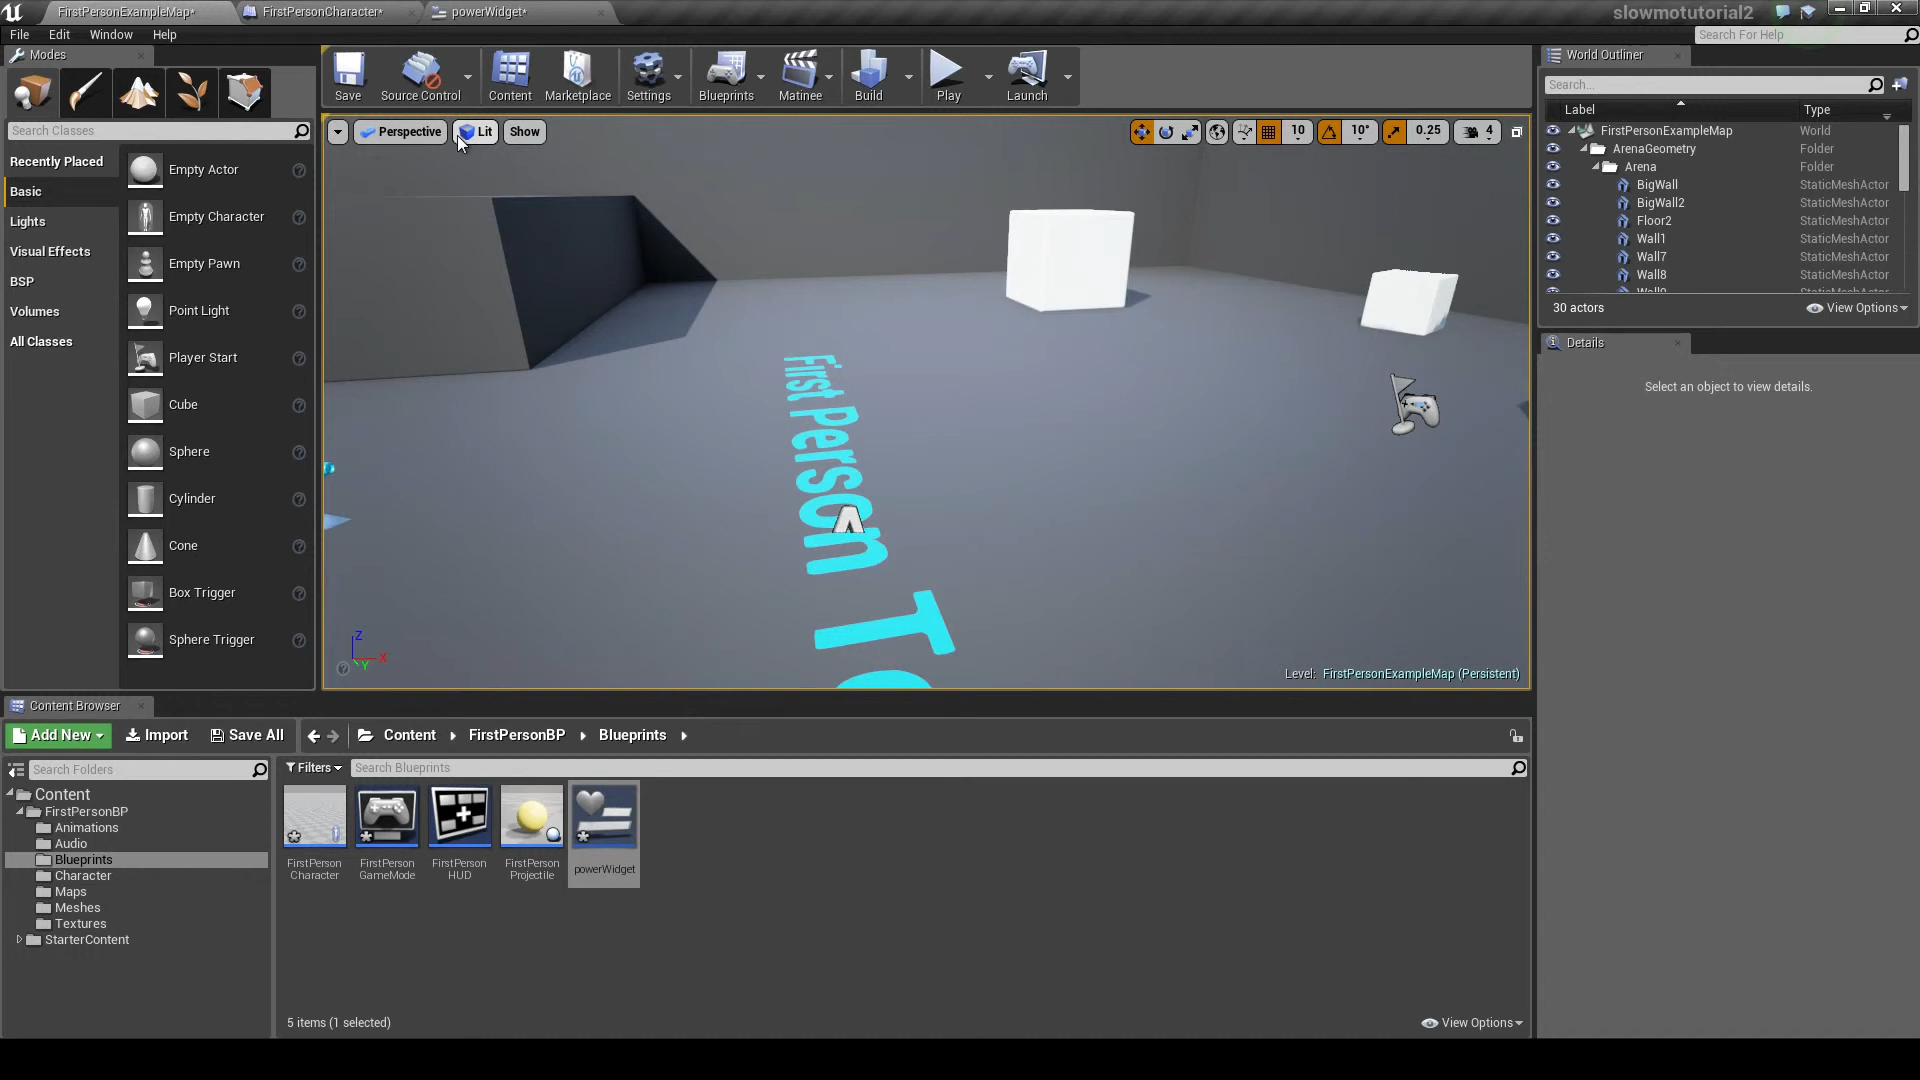 FirstPersonExampleMap*
FirstPersonCharacter*
powerWidget*
slowmotutorial2
File Edit Window Help
Search For Help
Modes
Save
Source Control
Content
Marketplace
Settings
Blueprints
Matinee
Build
Play
Launch
World Outliner
Search Classes
Search...
Label
Type
Perspective
Lit
Show
10
10°
0.25
4
Recently Placed
Basic
Lights
Visual Effects
BSP
Volumes
All Classes
Empty Actor
Empty Character
Empty Pawn
Point Light
Player Start
Cube
Sphere
Cylinder
Cone
Box Trigger
Sphere Trigger
First Person Te
Z
X
Y
Level: FirstPersonExampleMap (Persistent)
FirstPersonExampleMap World
ArenaGeometry Folder
Arena Folder
BigWall StaticMeshActor
BigWall2 StaticMeshActor
Floor2 StaticMeshActor
Wall1 StaticMeshActor
Wall7 StaticMeshActor
Wall8 StaticMeshActor
Wall9 StaticMeshActor
30 actors
View Options
Details
Select an object to view details.
Content Browser
Add New
Import
Save All
Content
FirstPersonBP
Blueprints
Search Folders
Filters
Search Blueprints
Content
FirstPersonBP
Animations
Audio
Blueprints
Character
Maps
Meshes
Textures
StarterContent
FirstPerson
Character
FirstPerson
GameMode
FirstPerson
HUD
FirstPerson
Projectile
powerWidget
5 items (1 selected)
View Options